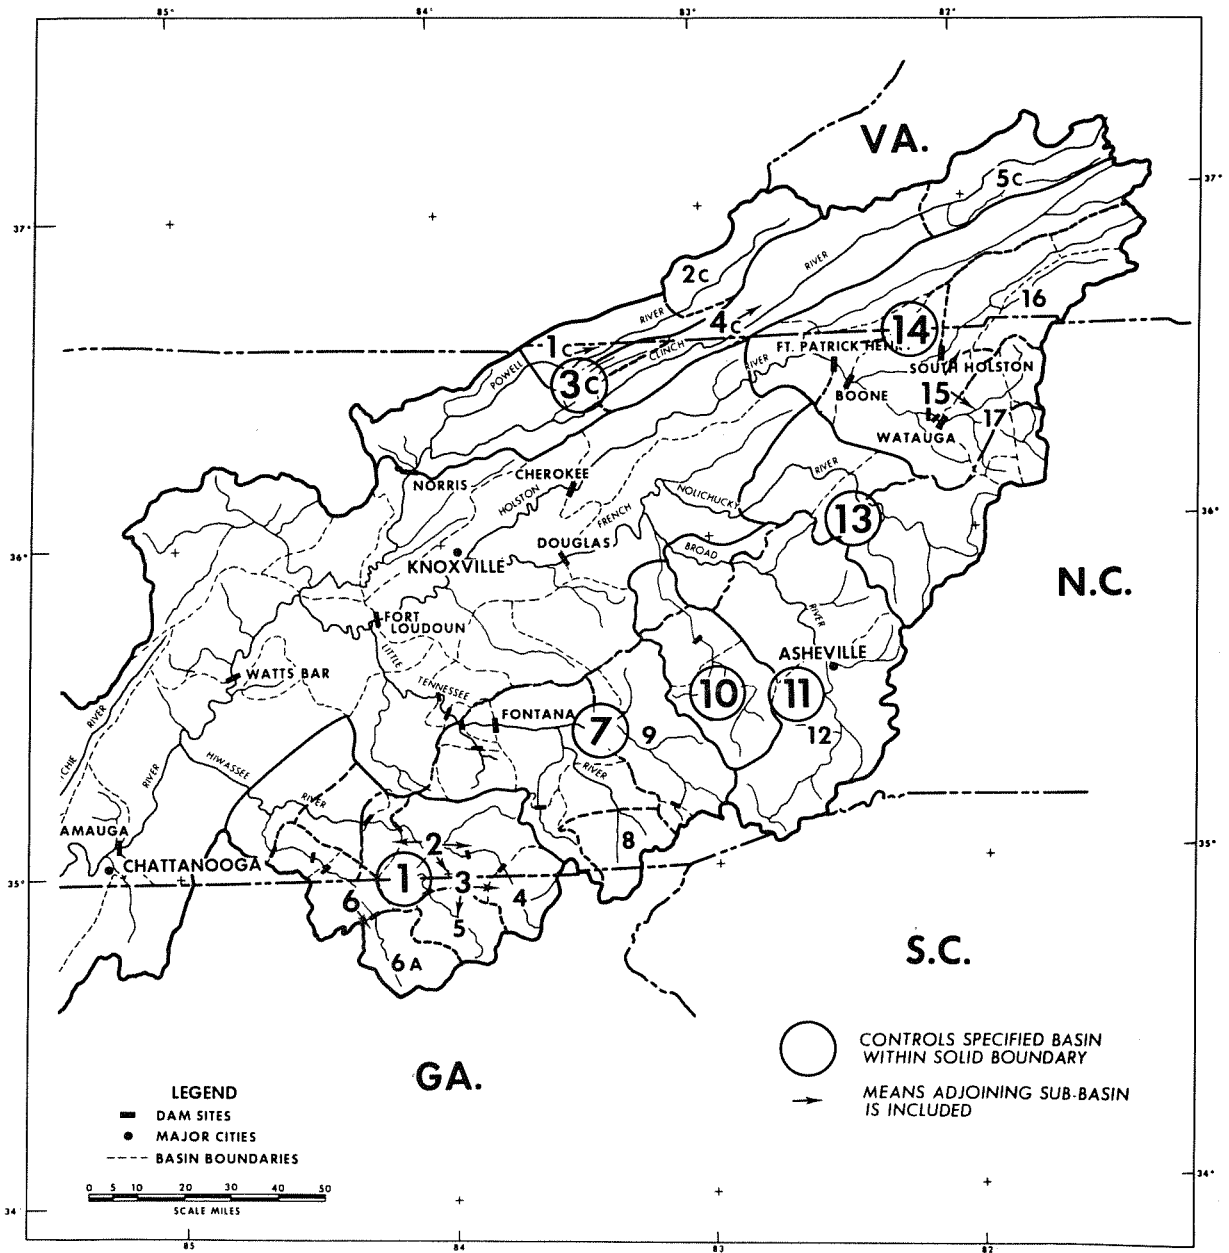 85° 84° 83° 82°
VA.
37°
5C
37°
2C
RIVER
RIVER
16
4C
14
1C
CLINCH
FT. PATRICK HEN
POWELL
3C
RIVER
SOUTH HOLSTON
BOONE
15
17
WATAUGA
NORRIS
CHEROKEE
RIVER
HOLSTON
NOLICHUCKY
13
36°
FRENCH
DOUGLAS
36°
KNOXVILLE
BROAD
N.C.
FORT
LOUDOUN
RIVER
LITTLE
ASHEVILLE
WATTS BAR
TENNESSEE
10
11
RIVER
FONTANA
7
9
12
CHIE
RIVER
HIWASSEE
RIVER
RIVER
AMAUGA
2
8
35°
CHATTANOOGA
35°
1
3
6
4
5
6A
S.C.
CONTROLS SPECIFIED BASIN
WITHIN SOLID BOUNDARY
GA.
MEANS ADJOINING SUB-BASIN
IS INCLUDED
LEGEND
DAM SITES
MAJOR CITIES
BASIN BOUNDARIES
34°
0 5 10 20 30 40 50
SCALE MILES
34°
85 84 83 82